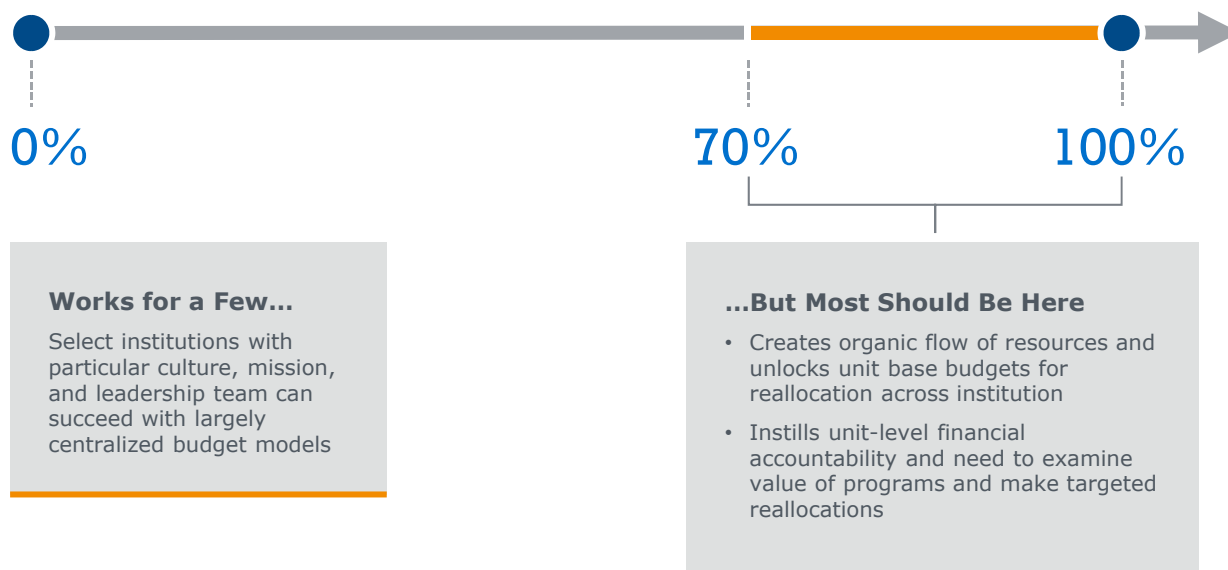 0%
70%
100%
Works for a Few...
Select institutions with
particular culture, mission,
and leadership team can
succeed with largely
centralized budget models
...But Most Should Be Here
• Creates organic flow of resources and
unlocks unit base budgets for
reallocation across institution
• Instills unit-level financial
accountability and need to examine
value of programs and make targeted
reallocations